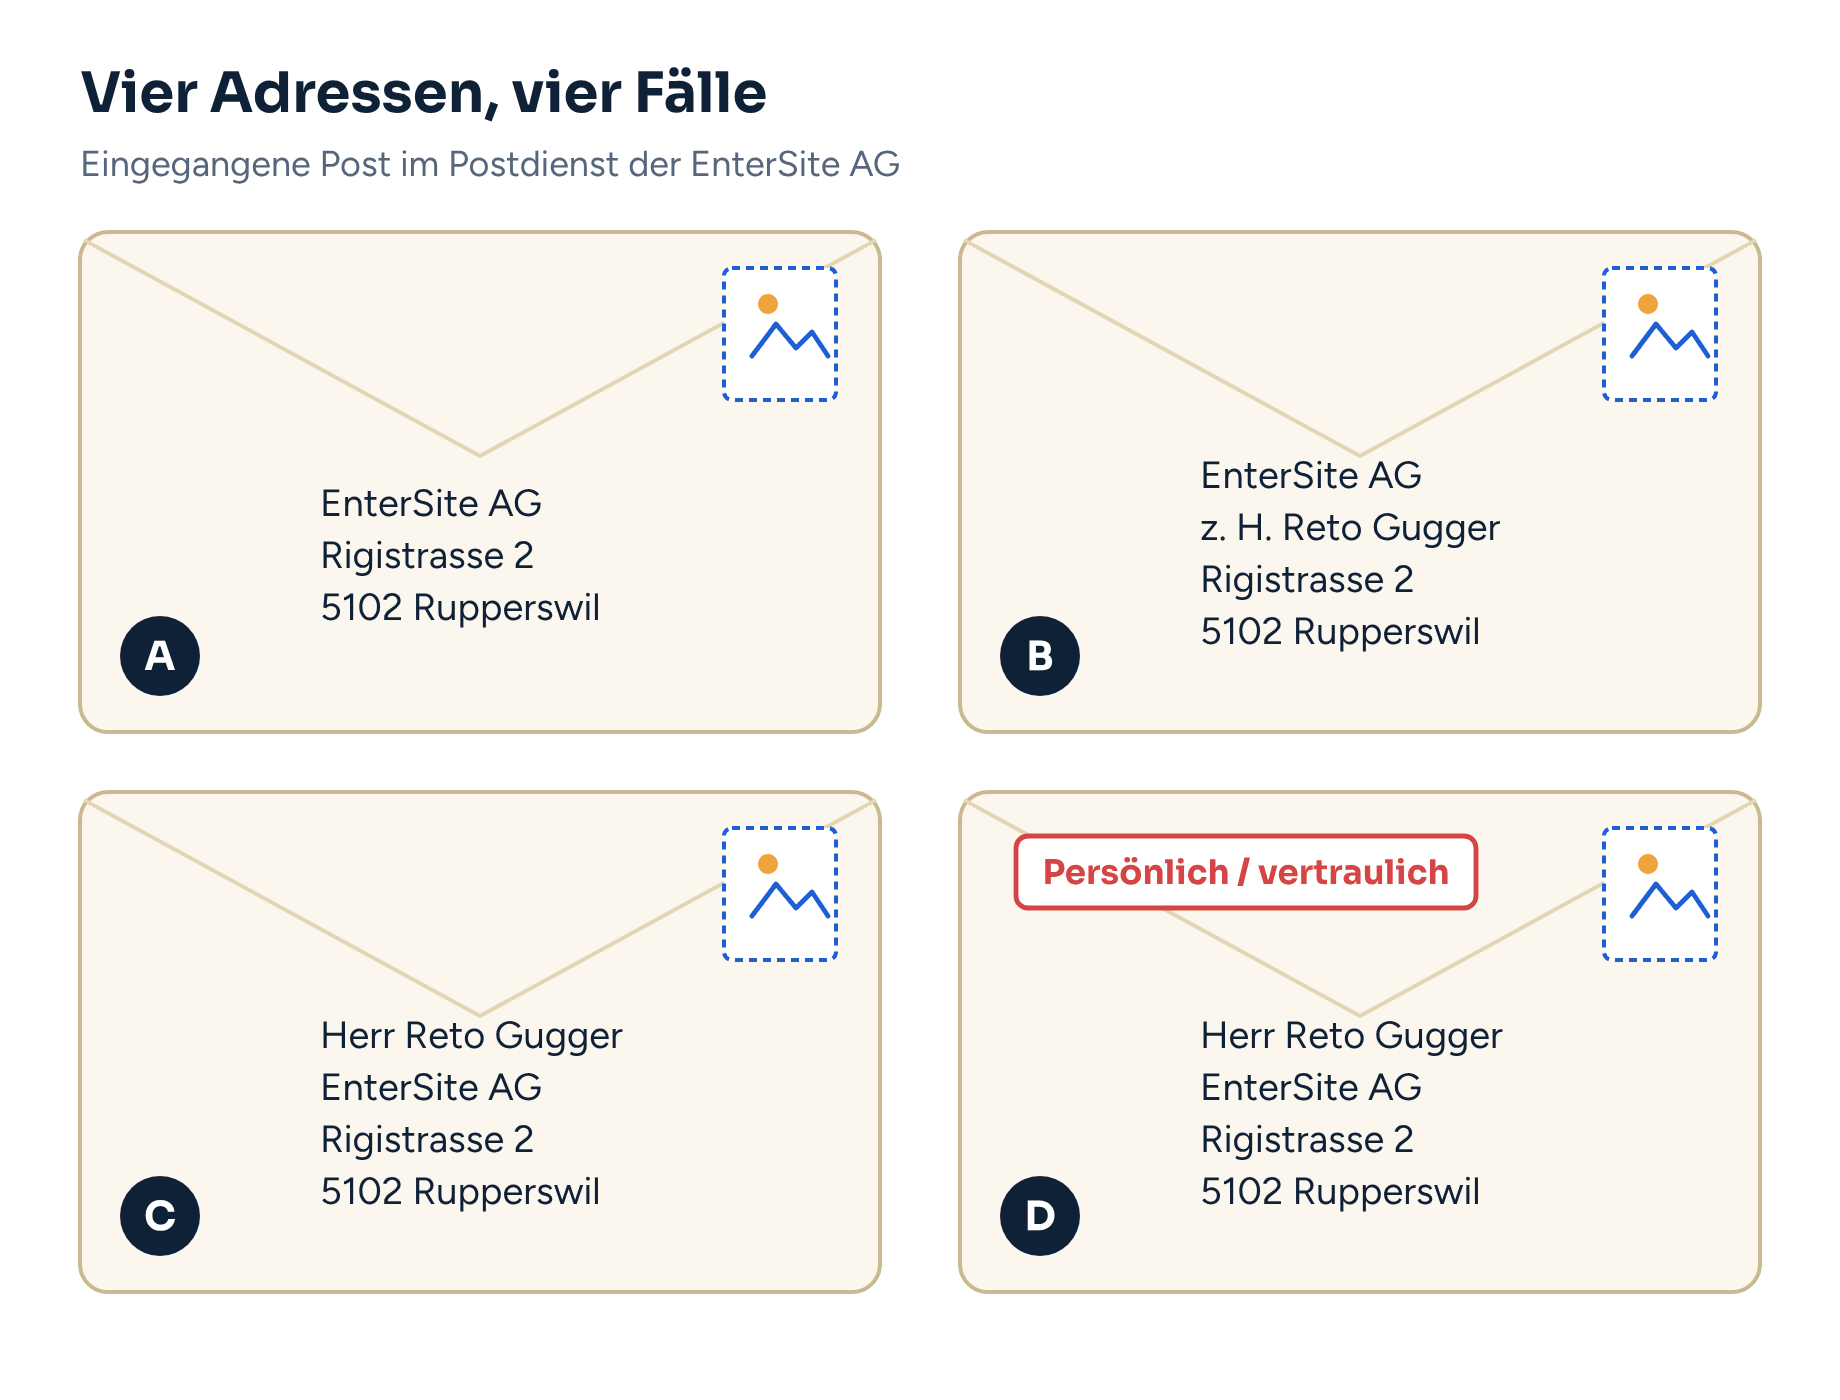 Vier Adressen, vier Fälle
Eingegangene Post im Postdienst der EnterSite AG
EnterSite AG
Rigistrasse 2
5102 Rupperswil
A
EnterSite AG
z. H. Reto Gugger
Rigistrasse 2
5102 Rupperswil
B
Herr Reto Gugger
EnterSite AG
Rigistrasse 2
5102 Rupperswil
C
Persönlich / vertraulich
Herr Reto Gugger
EnterSite AG
Rigistrasse 2
5102 Rupperswil
D